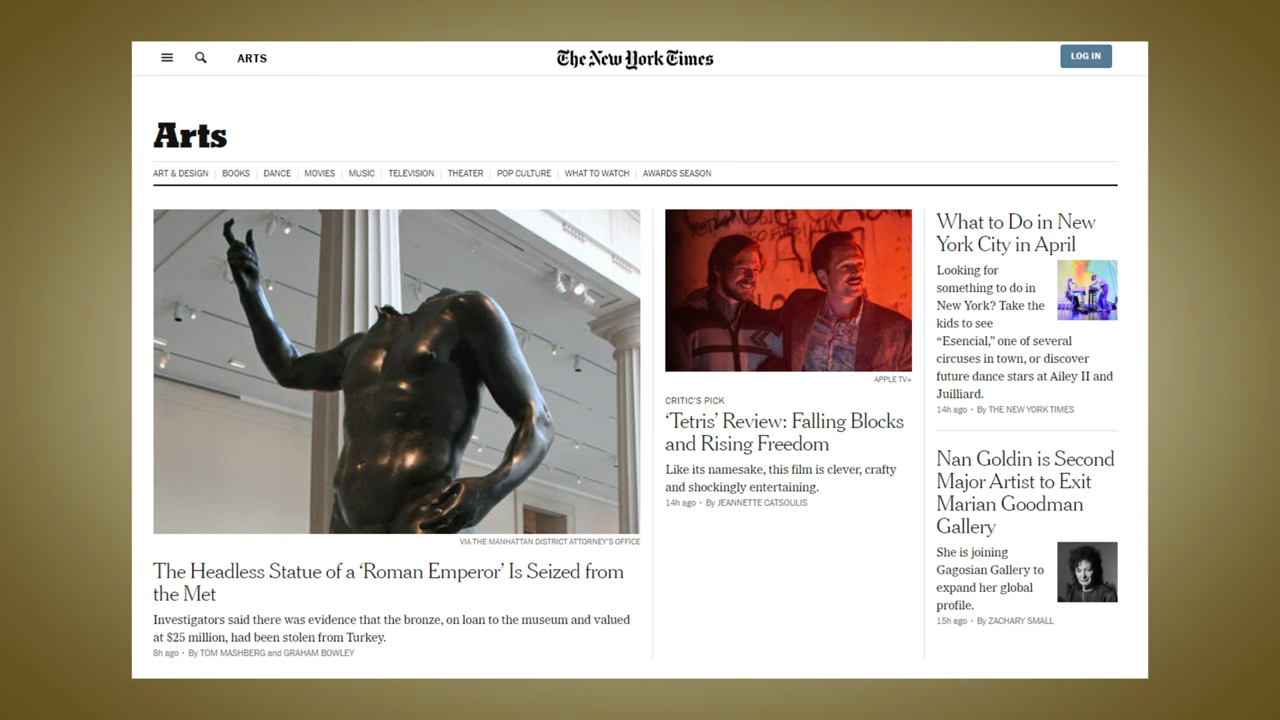 ARTS
The New York Times
LOG IN
Arts
ART & DESIGN
BOOKS
DANCE
MOVIES
MUSIC
TELEVISION
THEATER
POP CULTURE
WHAT TO WATCH
AWARDS SEASON
VIA THE MANHATTAN DISTRICT ATTORNEY'S OFFICE
The Headless Statue of a ‘Roman Emperor’ Is Seized from
the Met
Investigators said there was evidence that the bronze, on loan to the museum and valued
at $25 million, had been stolen from Turkey.
8h ago · By TOM MASHBERG and GRAHAM BOWLEY
APPLE TV+
CRITIC'S PICK
‘Tetris’ Review: Falling Blocks
and Rising Freedom
Like its namesake, this film is clever, crafty
and shockingly entertaining.
14h ago · By JEANNETTE CATSOULIS
What to Do in New
York City in April
Looking for
something to do in
New York? Take the
kids to see
“Esencial,” one of several
circuses in town, or discover
future dance stars at Ailey II and
Juilliard.
14h ago · By THE NEW YORK TIMES
Nan Goldin is Second
Major Artist to Exit
Marian Goodman
Gallery
She is joining
Gagosian Gallery to
expand her global
profile.
15h ago · By ZACHARY SMALL